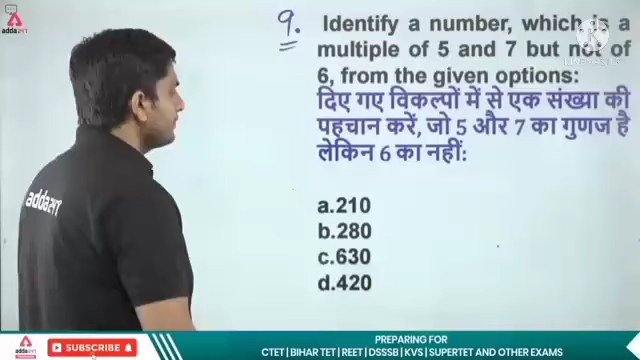 adda247
9. Identify a number, which is a
multiple of 5 and 7 but not of
6, from the given options:
दिए गए विकल्पों में से एक संख्या की
पहचान करें, जो 5 और 7 का गुणज है
लेकिन 6 का नहीं:
a.210
b.280
c.630
d.420
adda247
adda247
SUBSCRIBE
PREPARING FOR
CTET | BIHAR TET | REET | DSSSB | KVS | SUPERTET AND OTHER EXAMS